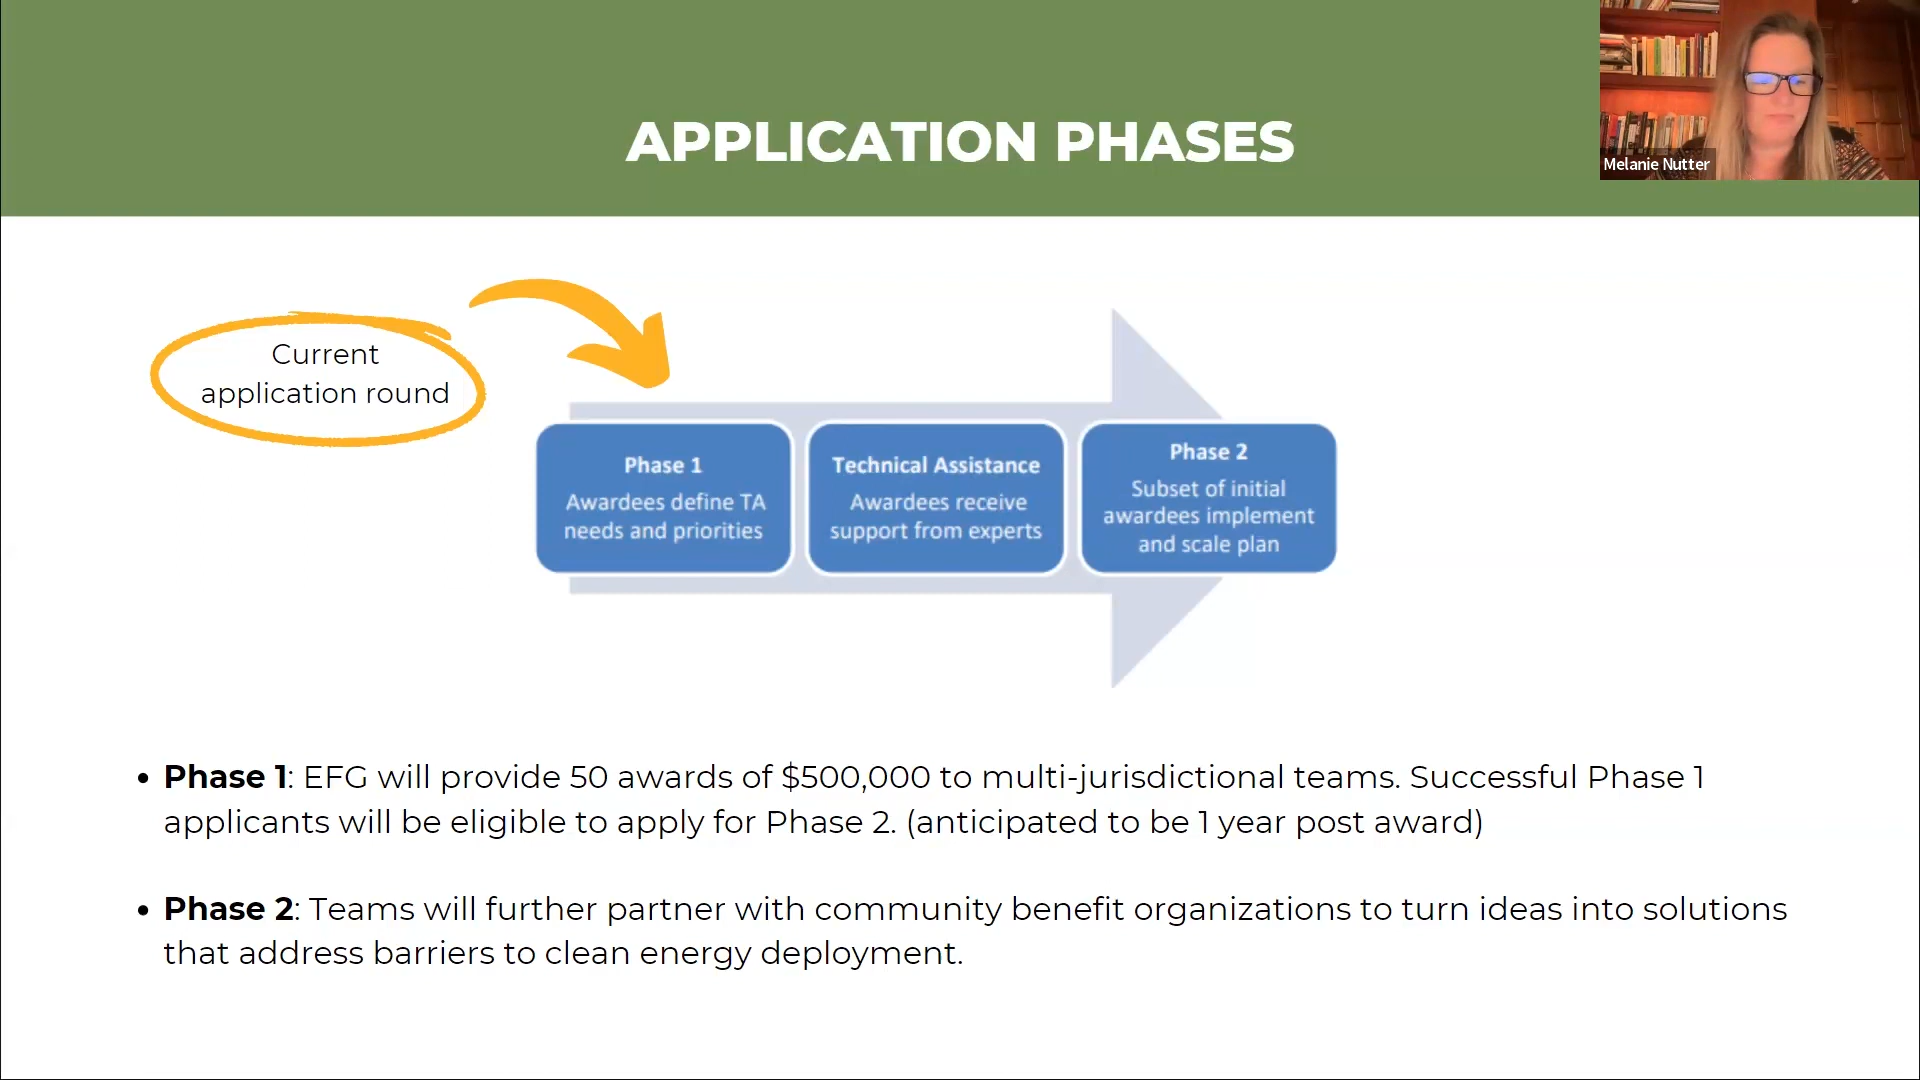 APPLICATION PHASES
Melanie Nutter
Current
application round
Phase 1
Awardees define TA
needs and priorities
Technical Assistance
Awardees receive
support from experts
Phase 2
Subset of initial
awardees implement
and scale plan
• Phase 1: EFG will provide 50 awards of $500,000 to multi-jurisdictional teams. Successful Phase 1
applicants will be eligible to apply for Phase 2. (anticipated to be 1 year post award)
• Phase 2: Teams will further partner with community benefit organizations to turn ideas into solutions
that address barriers to clean energy deployment.